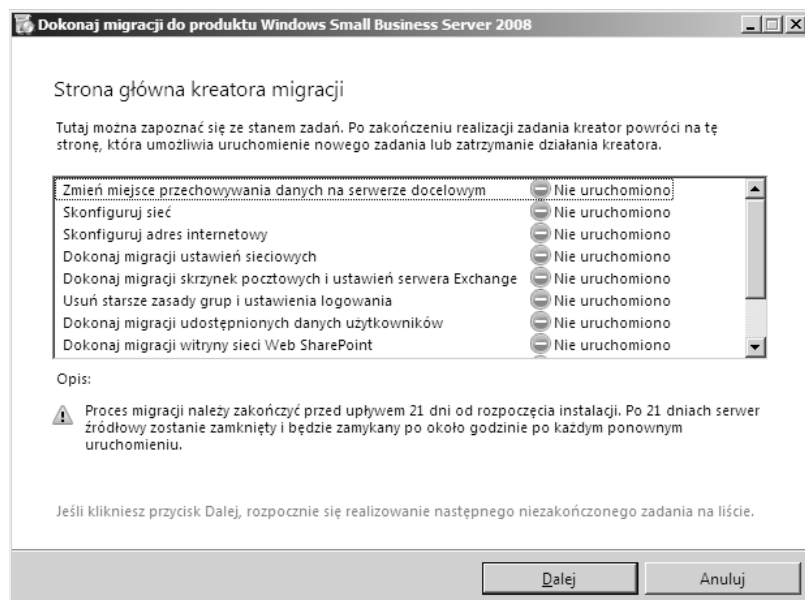 Dokonaj migracji do produktu Windows Small Business Server 2008
Strona główna kreatora migracji
Tutaj można zapoznać się ze stanem zadań. Po zakończeniu realizacji zadania kreator powróci na tę
stronę, która umożliwia uruchomienie nowego zadania lub zatrzymanie działania kreatora.
Zmień miejsce przechowywania danych na serwerze docelowym Nie uruchomiono
Skonfiguruj sieć Nie uruchomiono
Skonfiguruj adres internetowy Nie uruchomiono
Dokonaj migracji ustawień sieciowych Nie uruchomiono
Dokonaj migracji skrzynek pocztowych i ustawień serwera Exchange Nie uruchomiono
Usuń starsze zasady grup i ustawienia logowania Nie uruchomiono
Dokonaj migracji udostępnionych danych użytkowników Nie uruchomiono
Dokonaj migracji witryny sieci Web SharePoint Nie uruchomiono
Opis:
Proces migracji należy zakończyć przed upływem 21 dni od rozpoczęcia instalacji. Po 21 dniach serwer
źródłowy zostanie zamknięty i będzie zamykany po około godzinie po każdym ponownym
uruchomieniu.
Jeśli klikniesz przycisk Dalej, rozpocznie się realizowanie następnego niezakończonego zadania na liście.
Dalej Anuluj